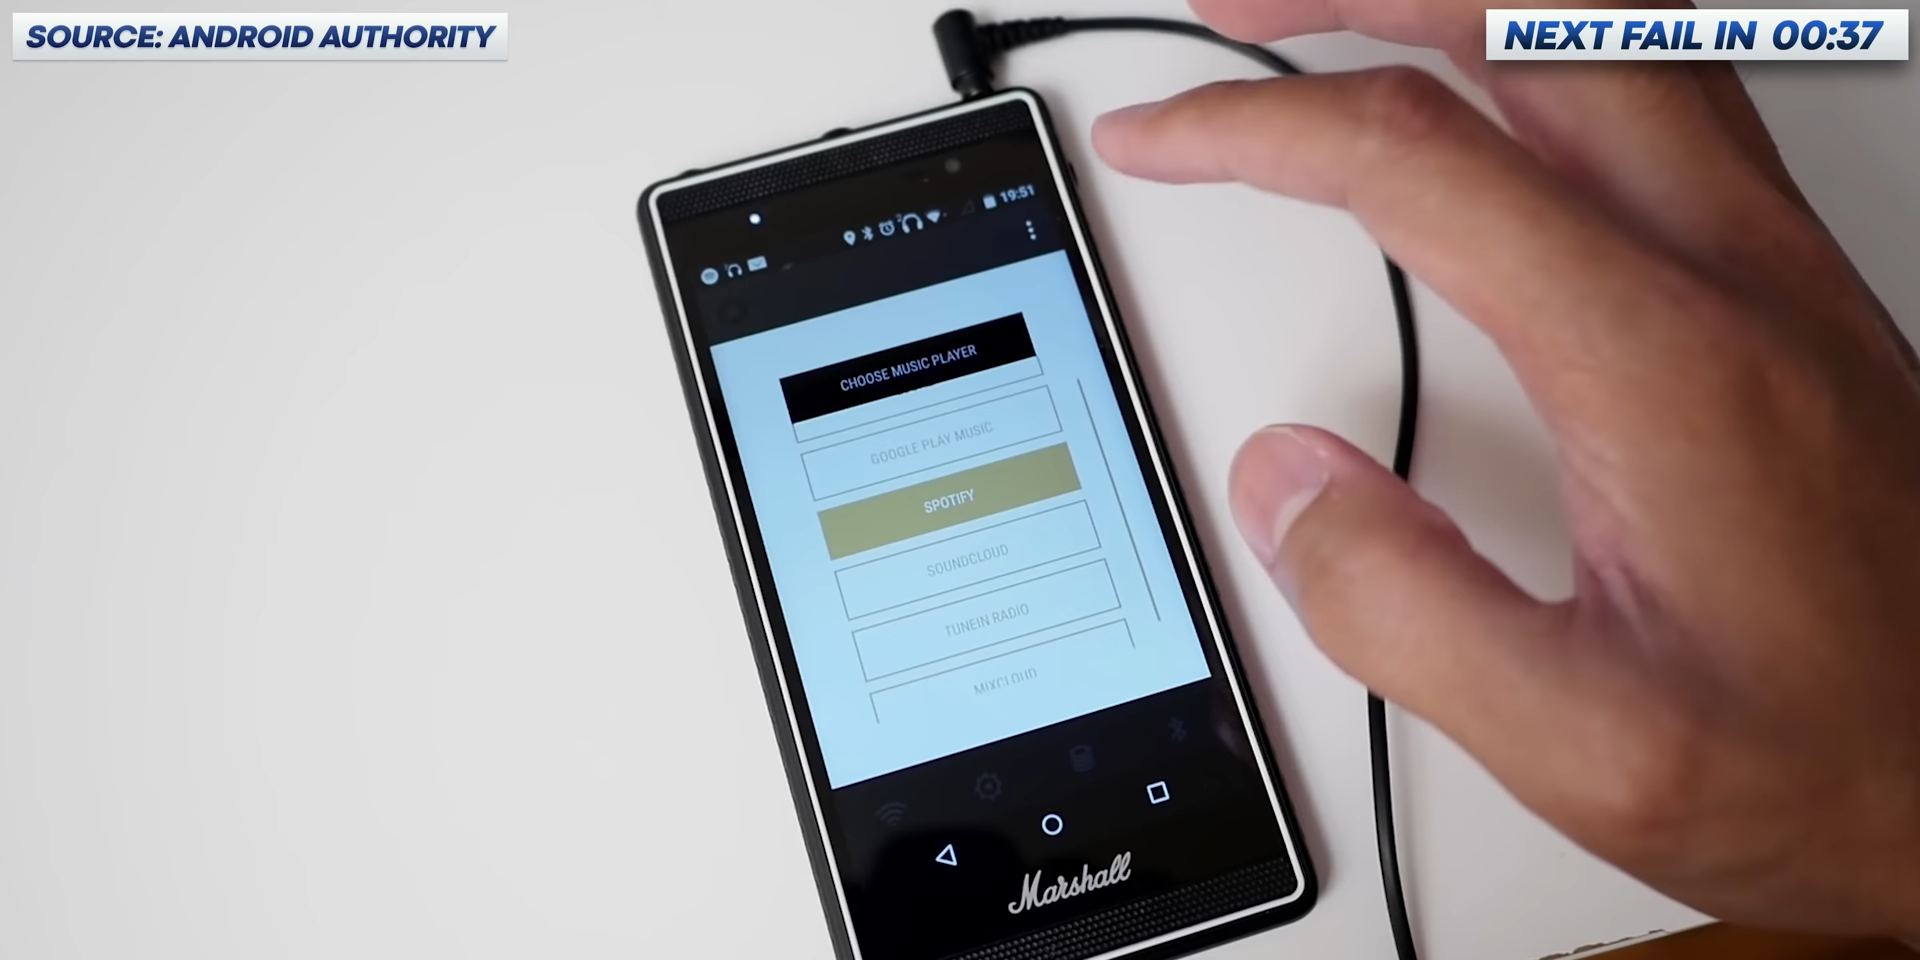 SOURCE: ANDROID AUTHORITY
NEXT FAIL IN 00:37
19:51
CHOOSE MUSIC PLAYER
GOOGLE PLAY MUSIC
SPOTIFY
SOUNDCLOUD
TUNEIN RADIO
MIXCLOUD
Marshall